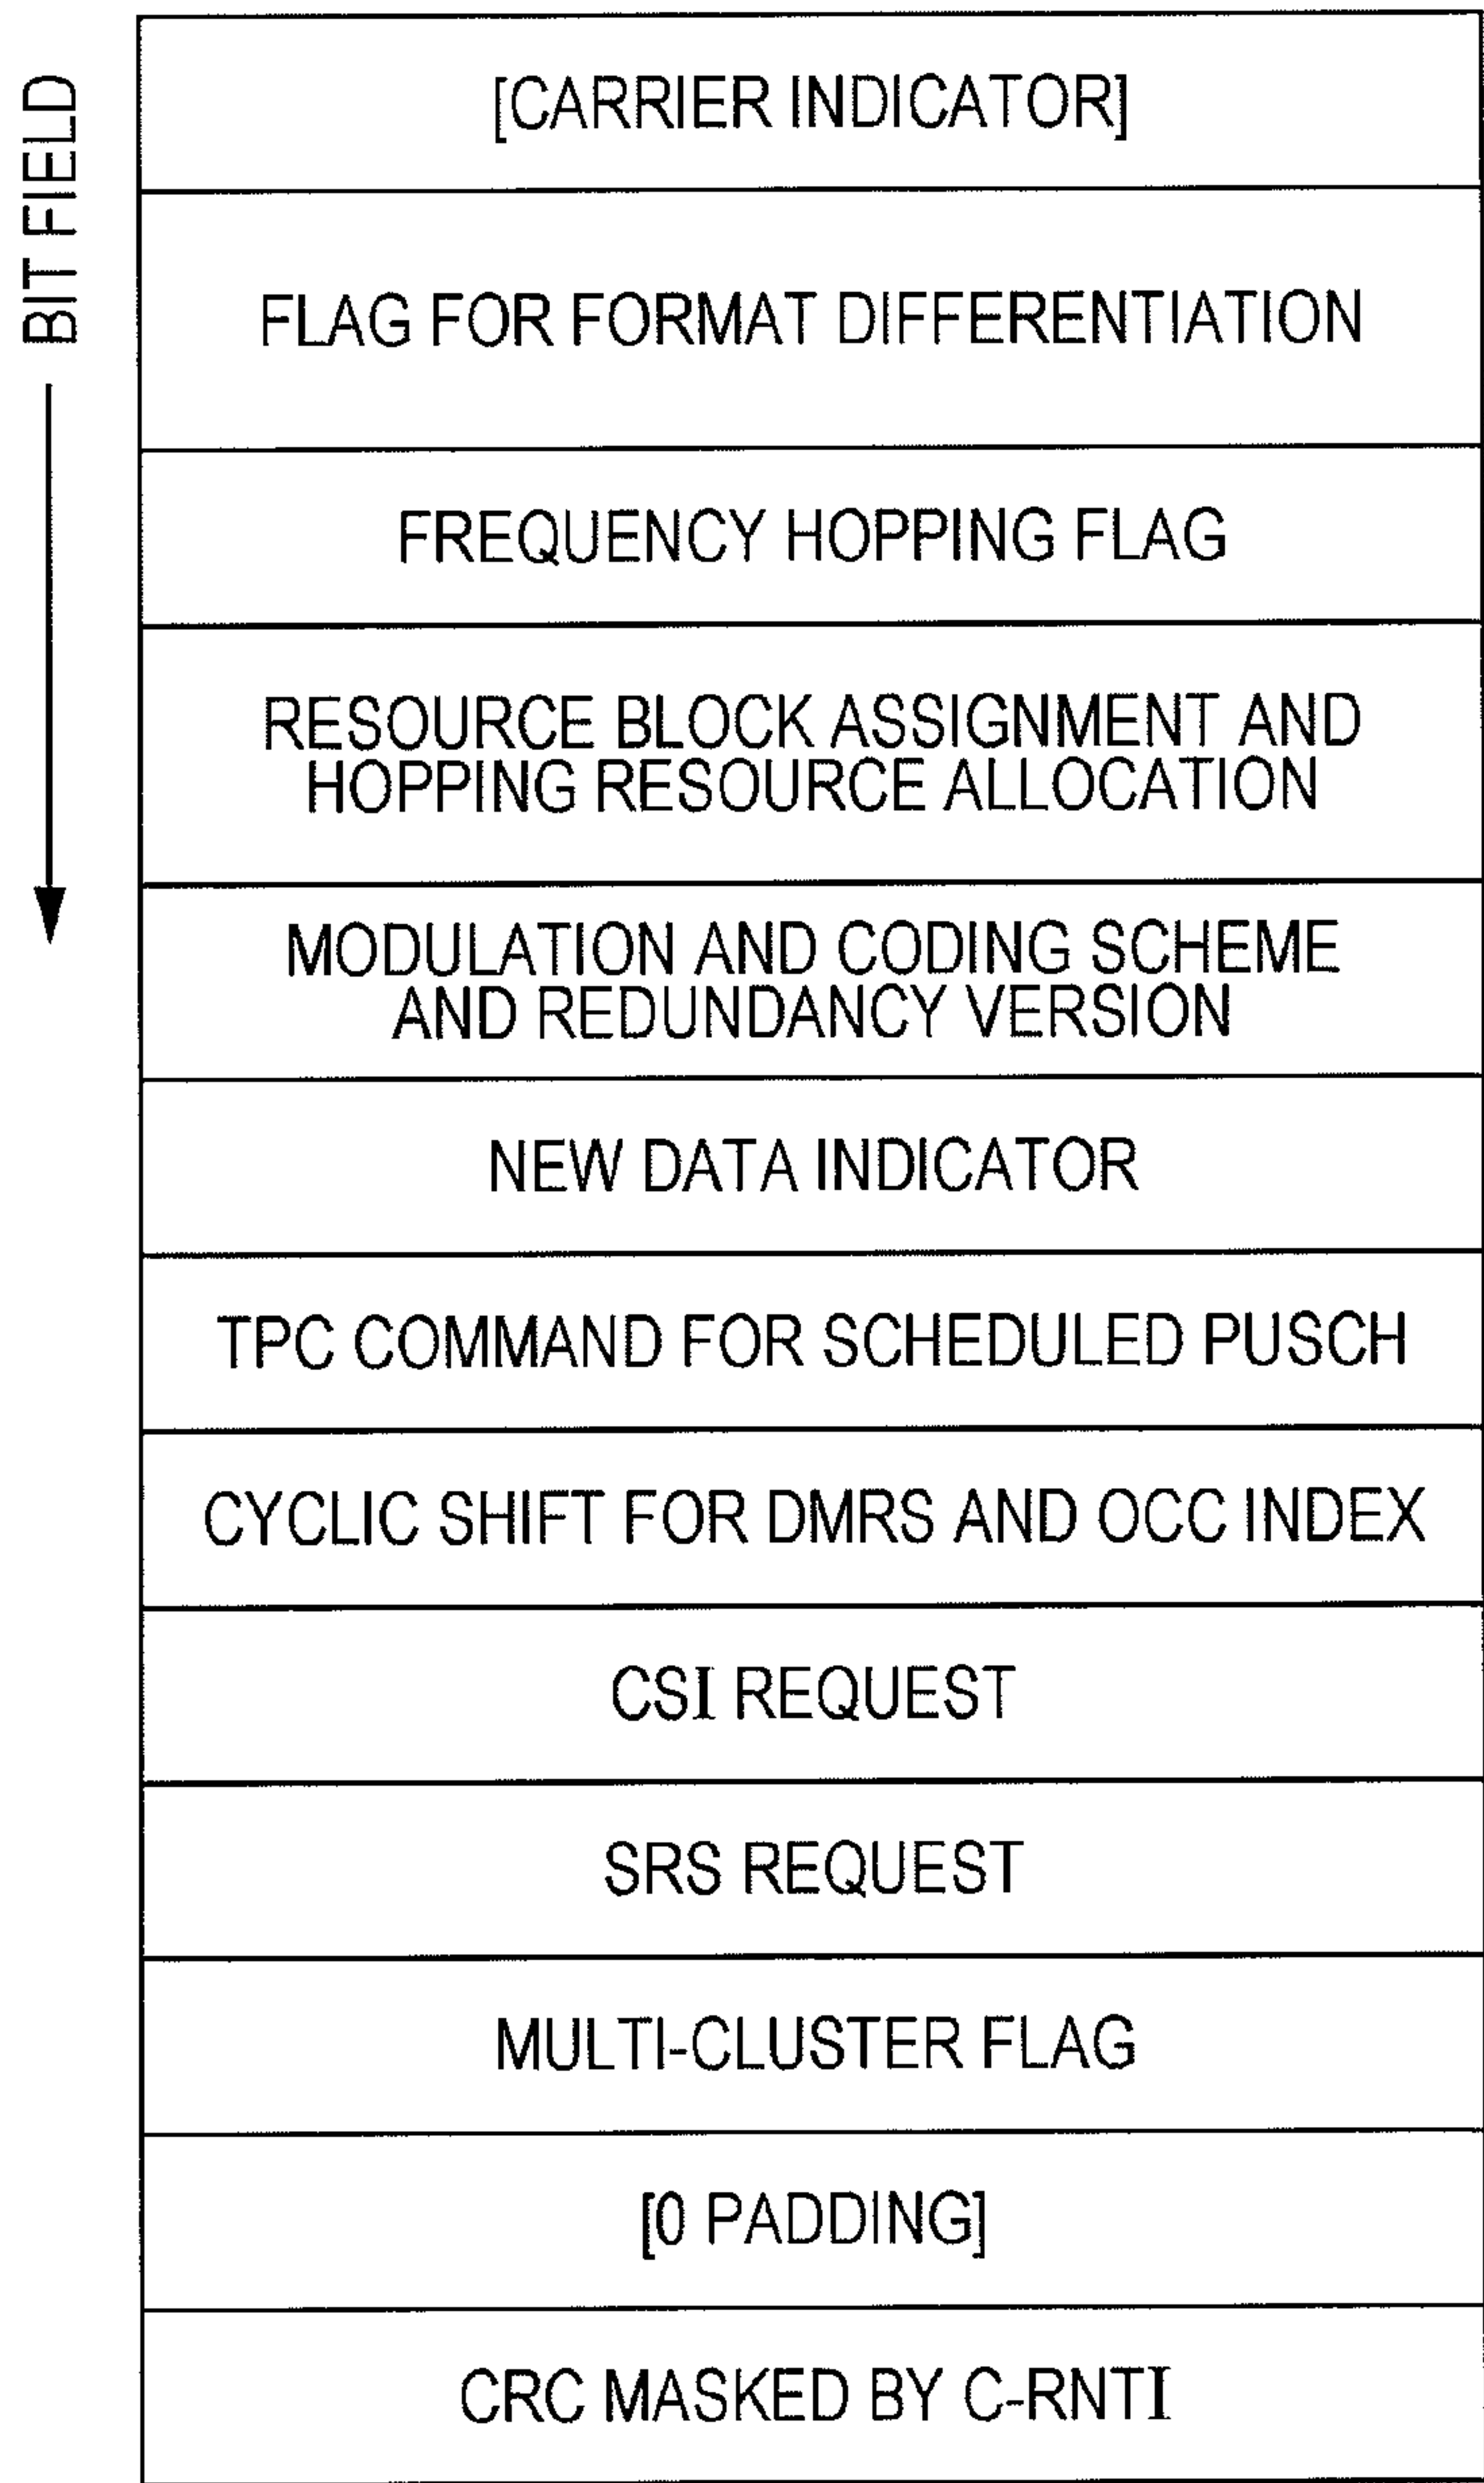 BIT FIELD
[CARRIER INDICATOR]
FLAG FOR FORMAT DIFFERENTIATION
FREQUENCY HOPPING FLAG
RESOURCE BLOCK ASSIGNMENT AND
HOPPING RESOURCE ALLOCATION
MODULATION AND CODING SCHEME
AND REDUNDANCY VERSION
NEW DATA INDICATOR
TPC COMMAND FOR SCHEDULED PUSCH
CYCLIC SHIFT FOR DMRS AND OCC INDEX
CSI REQUEST
SRS REQUEST
MULTI-CLUSTER FLAG
[0 PADDING]
CRC MASKED BY C-RNTI